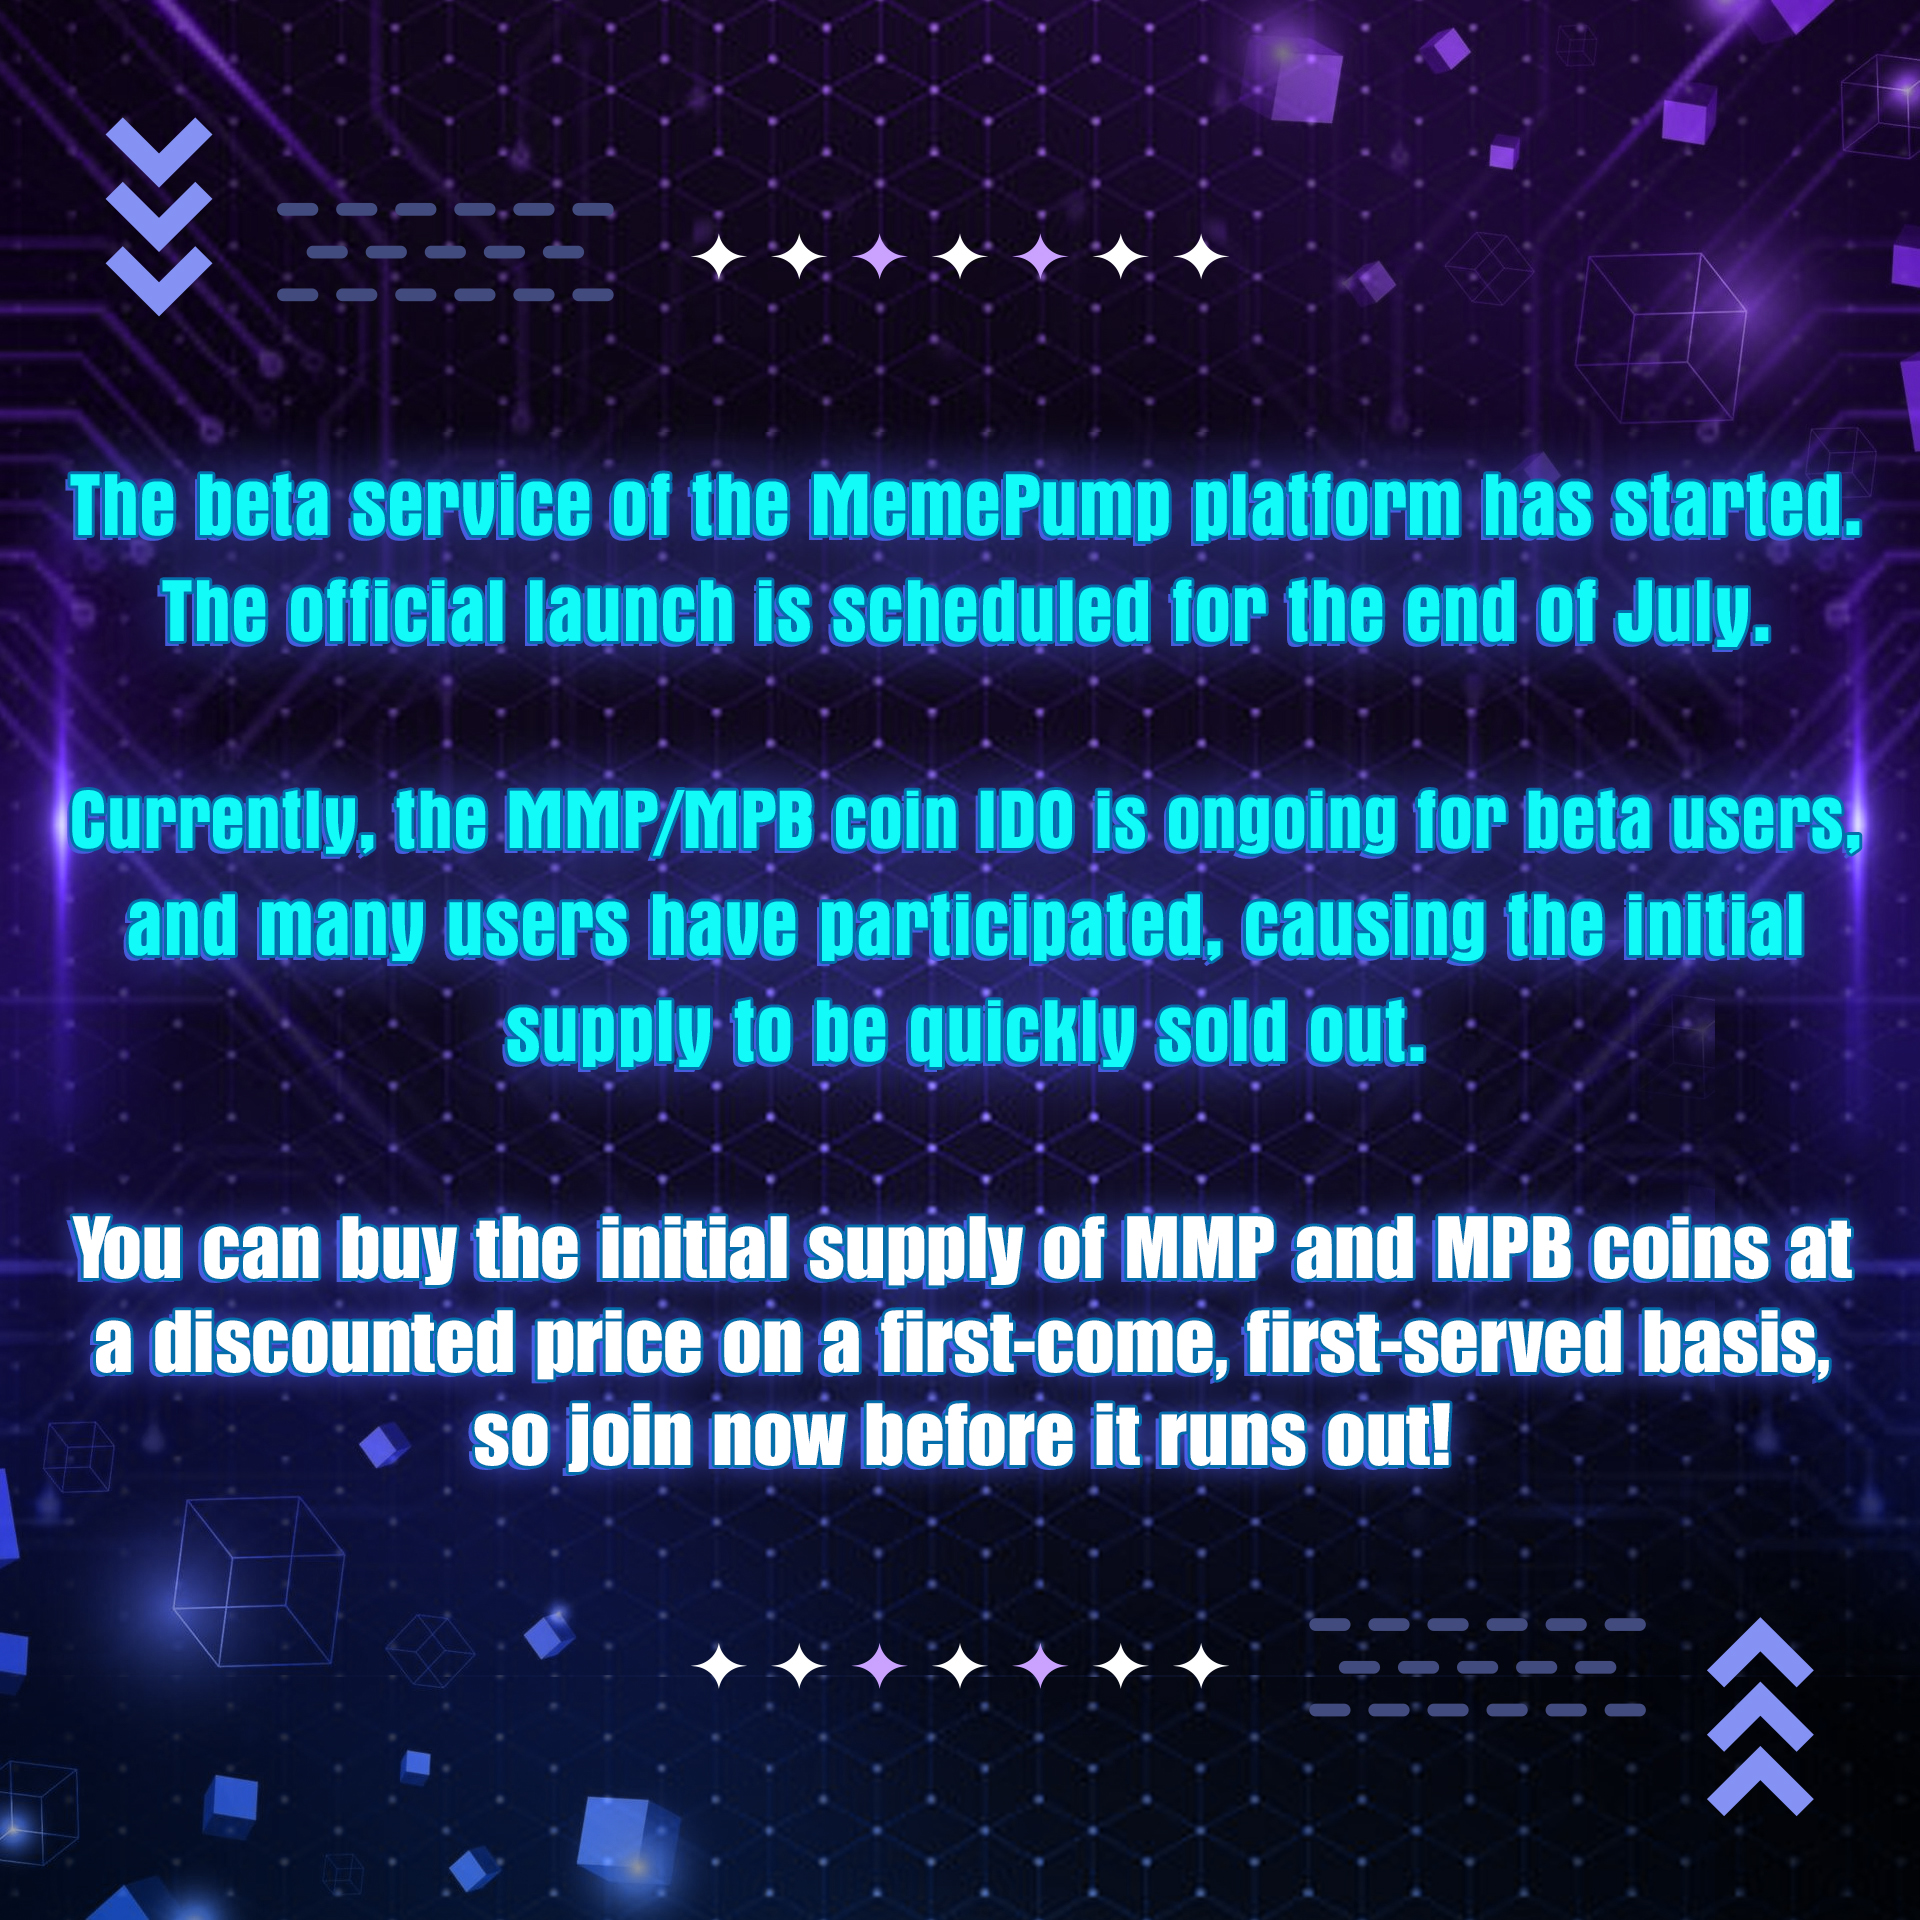 The beta service of the MemePump platform has started.
The official launch is scheduled for the end of July.
Currently, the MMP/MPB coin IDO is ongoing for beta users,
and many users have participated, causing the initial
supply to be quickly sold out.
You can buy the initial supply of MMP and MPB coins at
a discounted price on a first-come, first-served basis,
so join now before it runs out!